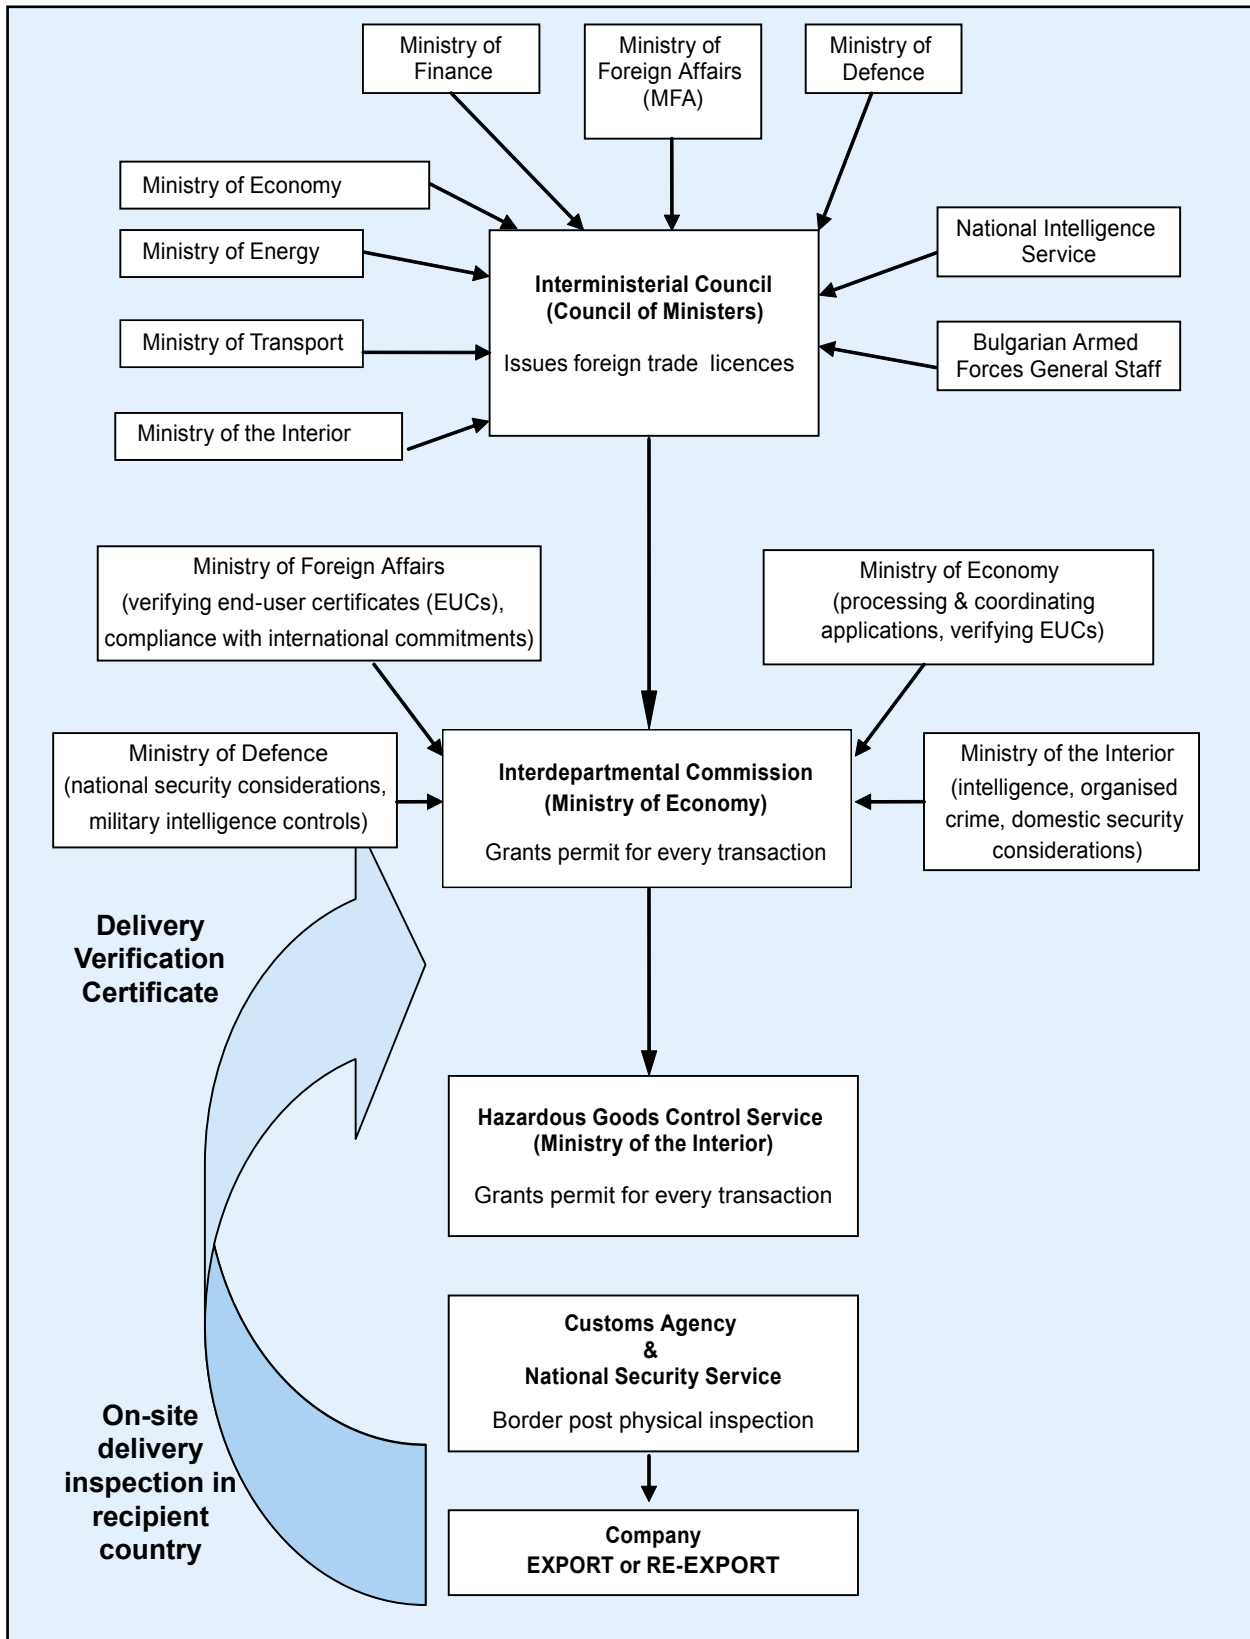 Ministry of
Finance
Ministry of
Foreign Affairs
(MFA)
Ministry of
Defence
Ministry of Economy
Ministry of Energy
Ministry of Transport
Ministry of the Interior
Interministerial Council
(Council of Ministers)
Issues foreign trade licences
National Intelligence
Service
Bulgarian Armed
Forces General Staff
Ministry of Foreign Affairs
(verifying end-user certificates (EUCs),
compliance with international commitments)
Ministry of Economy
(processing & coordinating
applications, verifying EUCs)
Ministry of Defence
(national security considerations,
military intelligence controls)
Interdepartmental Commission
(Ministry of Economy)
Grants permit for every transaction
Ministry of the Interior
(intelligence, organised
crime, domestic security
considerations)
Delivery
Verification
Certificate
Hazardous Goods Control Service
(Ministry of the Interior)
Grants permit for every transaction
Customs Agency
&
National Security Service
Border post physical inspection
On-site
delivery
inspection in
recipient
country
Company
EXPORT or RE-EXPORT